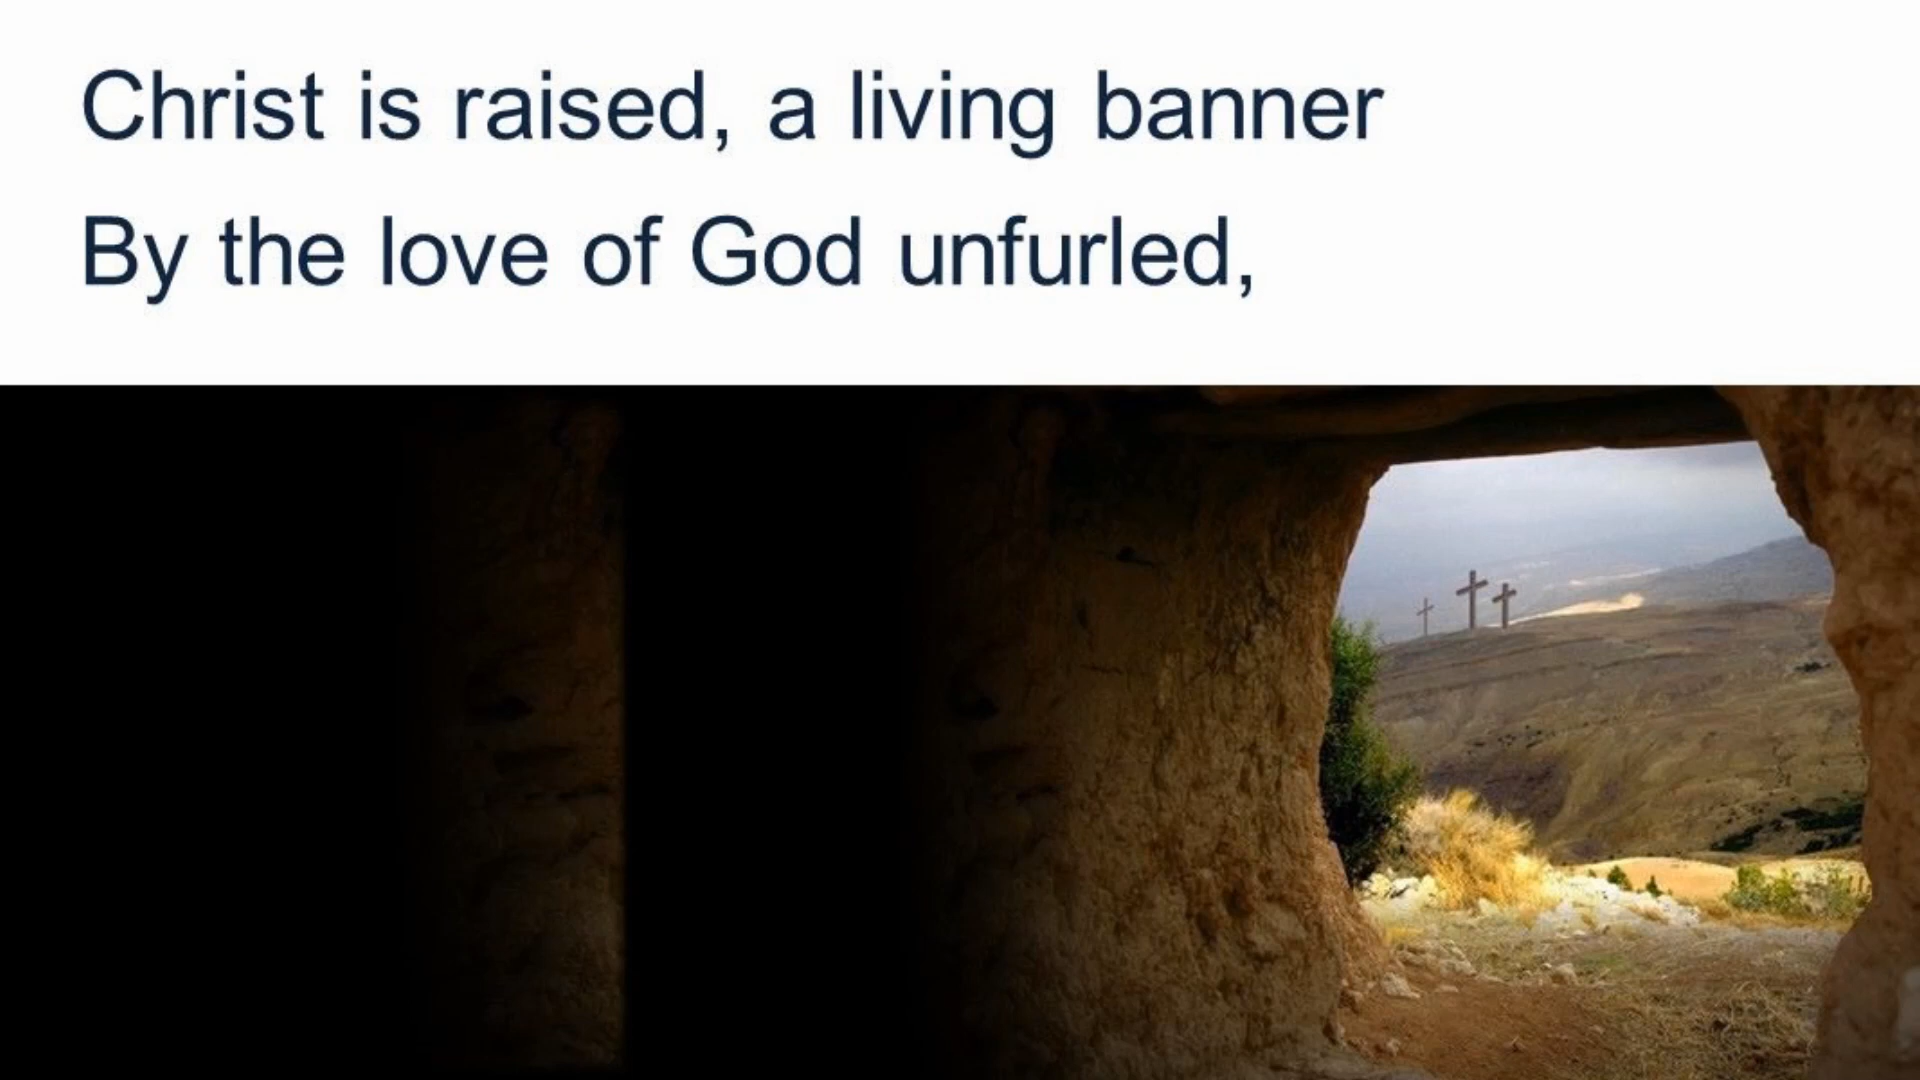 Christ is raised, a living banner
By the love of God unfurled,